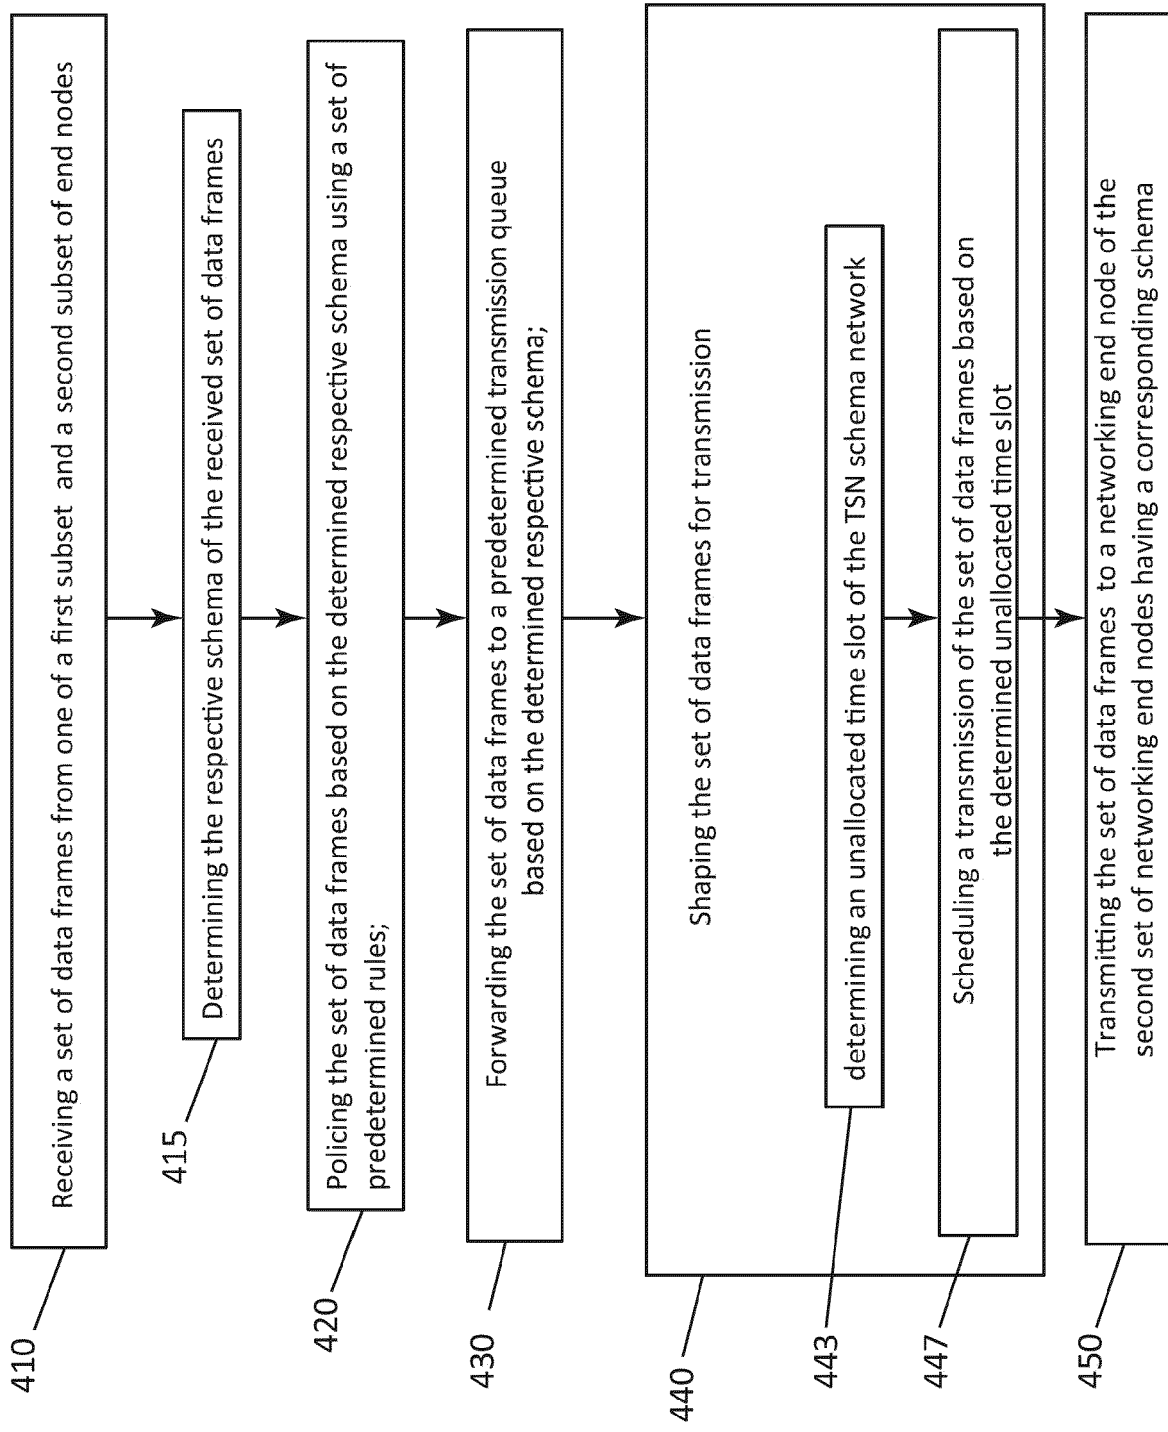 410
Receiving a set of data frames from one of a first subset and a second subset of end nodes
415
Determining the respective schema of the received set of data frames
420
Policing the set of data frames based on the determined respective schema using a set of
predetermined rules;
430
Forwarding the set of data frames to a predetermined transmission queue
based on the determined respective schema;
440
Shaping the set of data frames for transmission
443
determining an unallocated time slot of the TSN schema network
447
Scheduling a transmission of the set of data frames based on
the determined unallocated time slot
450
Transmitting the set of data frames to a networking end node of the
second set of networking end nodes having a corresponding schema